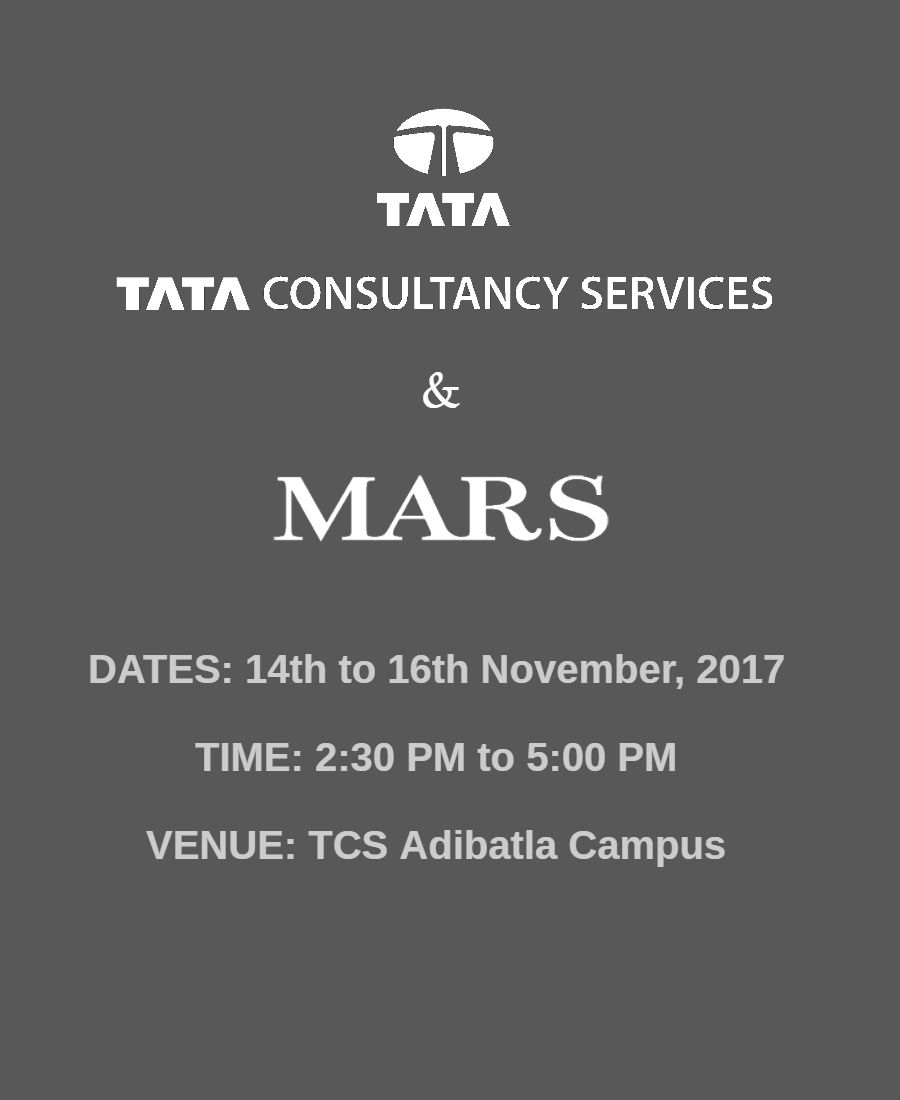 TATA
TATA CONSULTANCY SERVICES
&
MARS
DATES: 14th to 16th November, 2017
TIME: 2:30 PM to 5:00 PM
VENUE: TCS Adibatla Campus